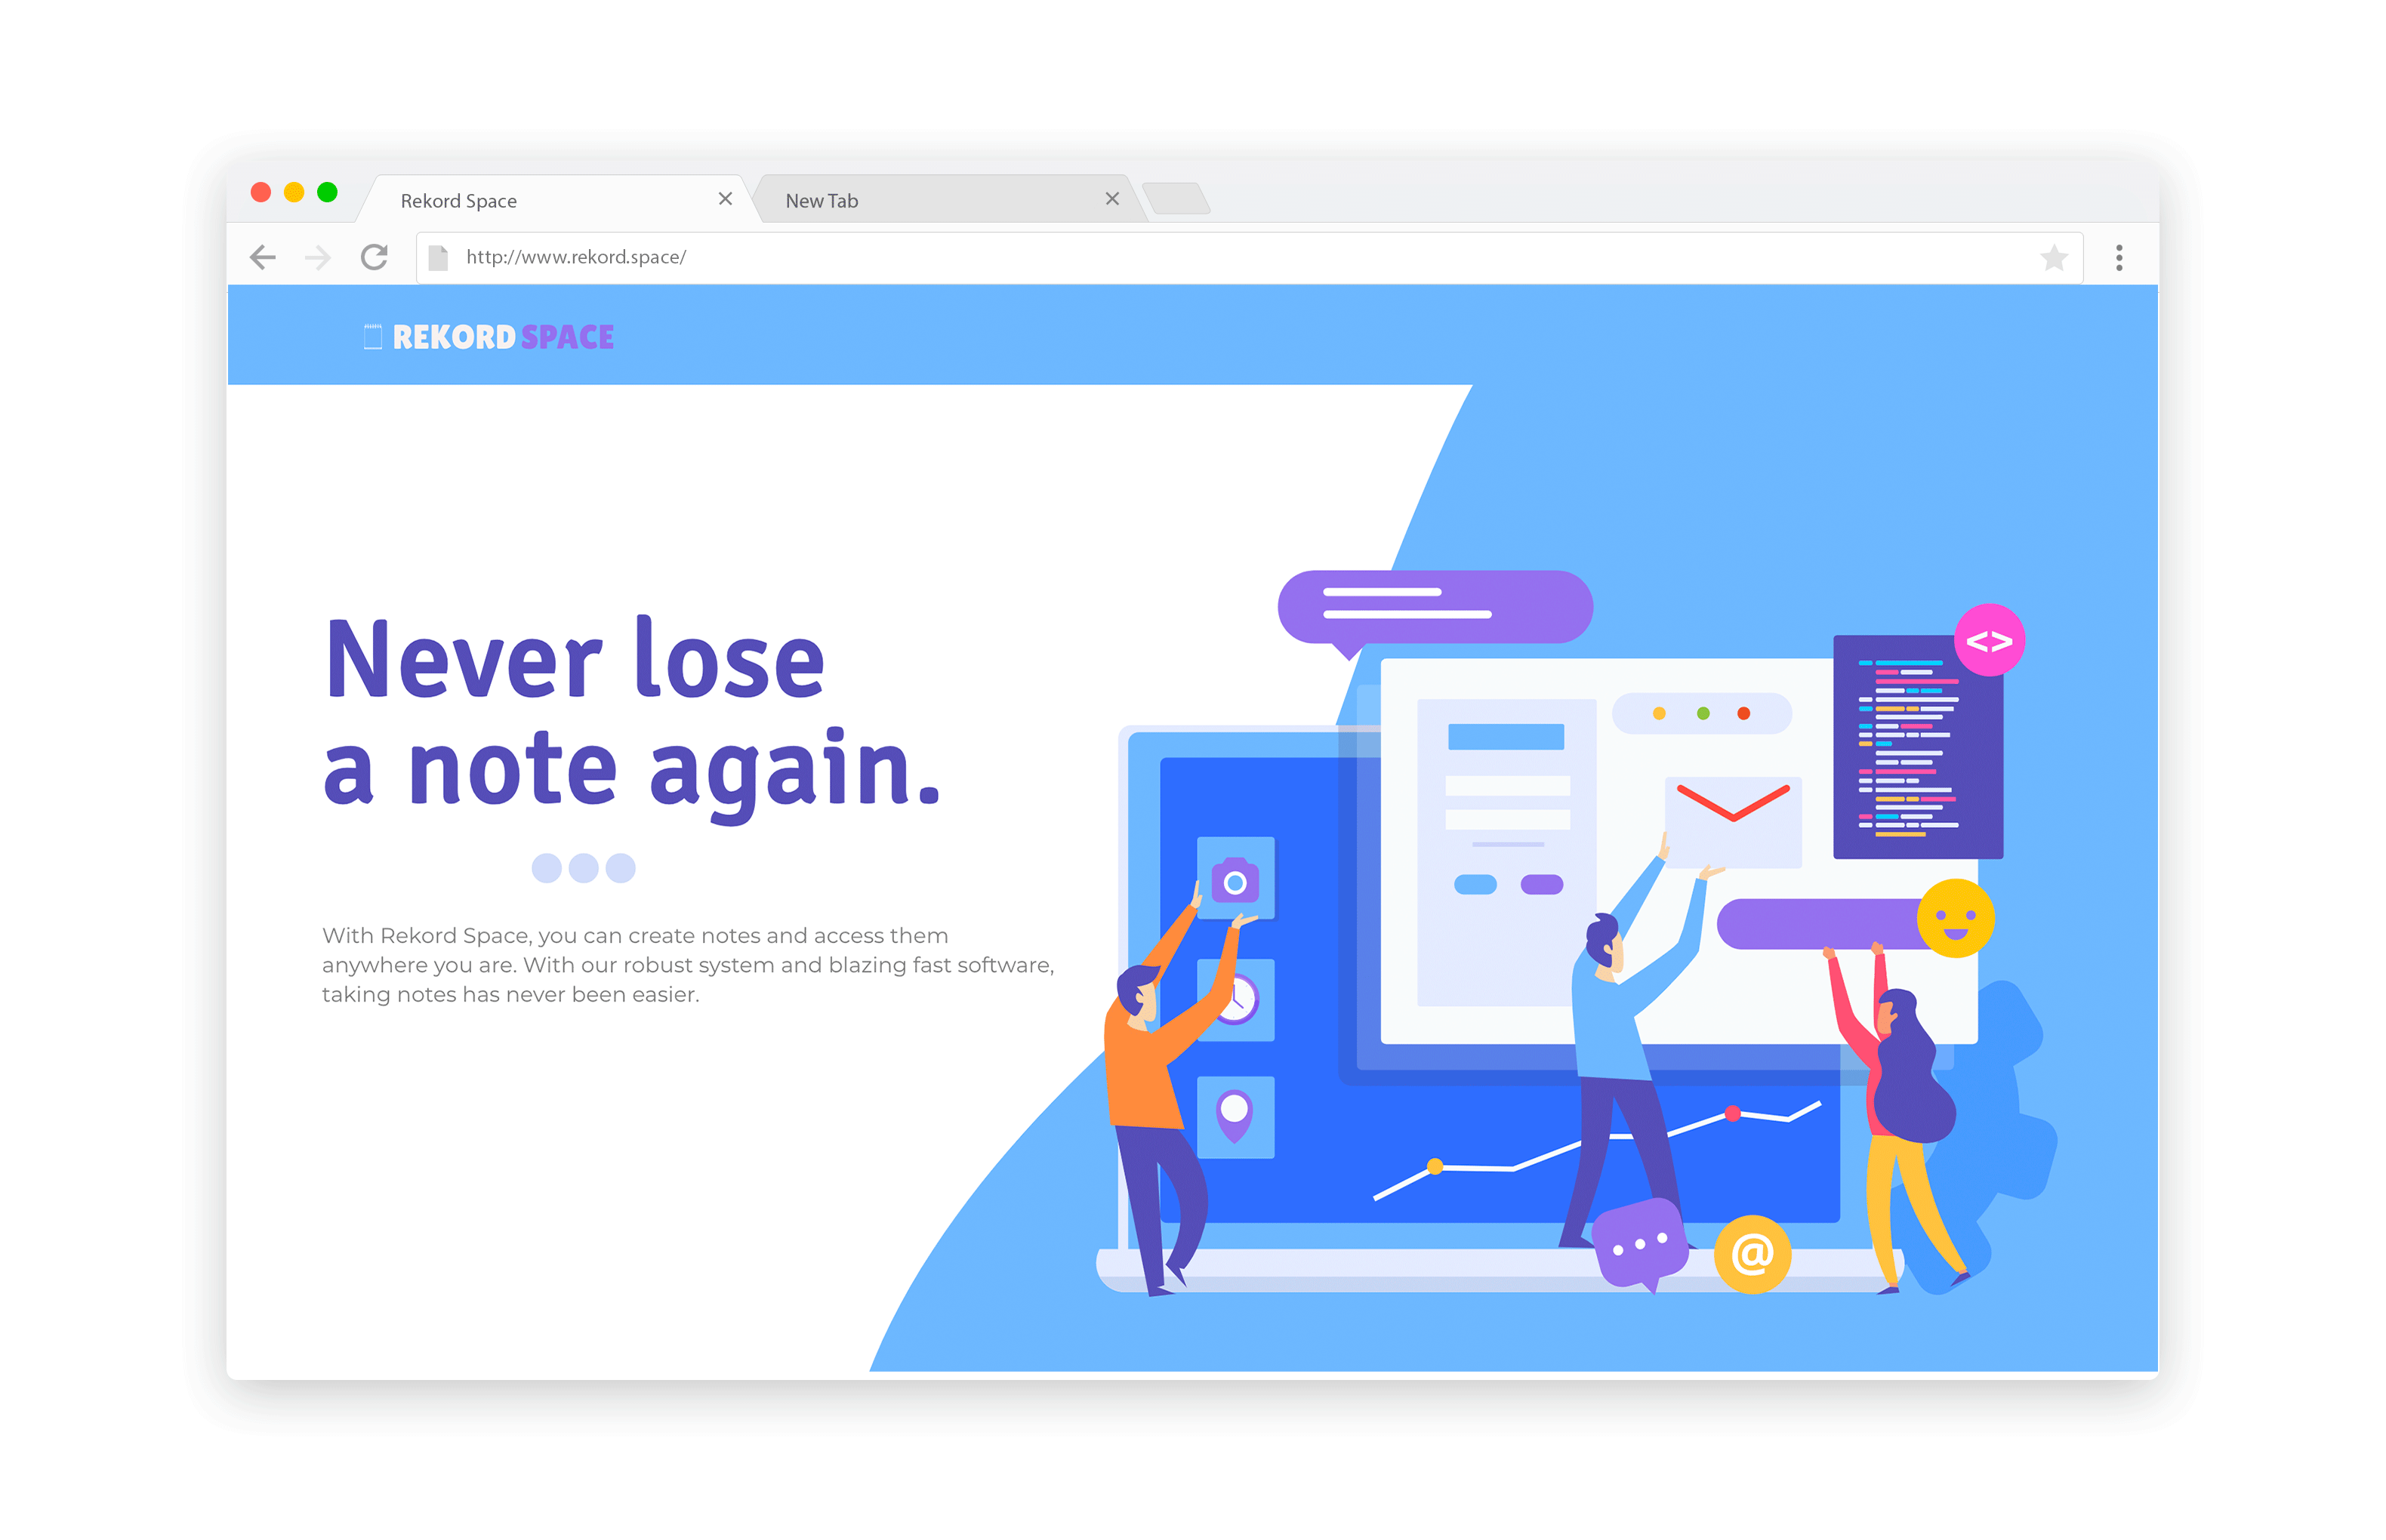 Rekord Space
New Tab
http://www.rekord.space/
REKORD SPACE
Never lose
a note again.
With Rekord Space, you can create notes and access them
anywhere you are. With our robust system and blazing fast software,
taking notes has never been easier.
<>
@